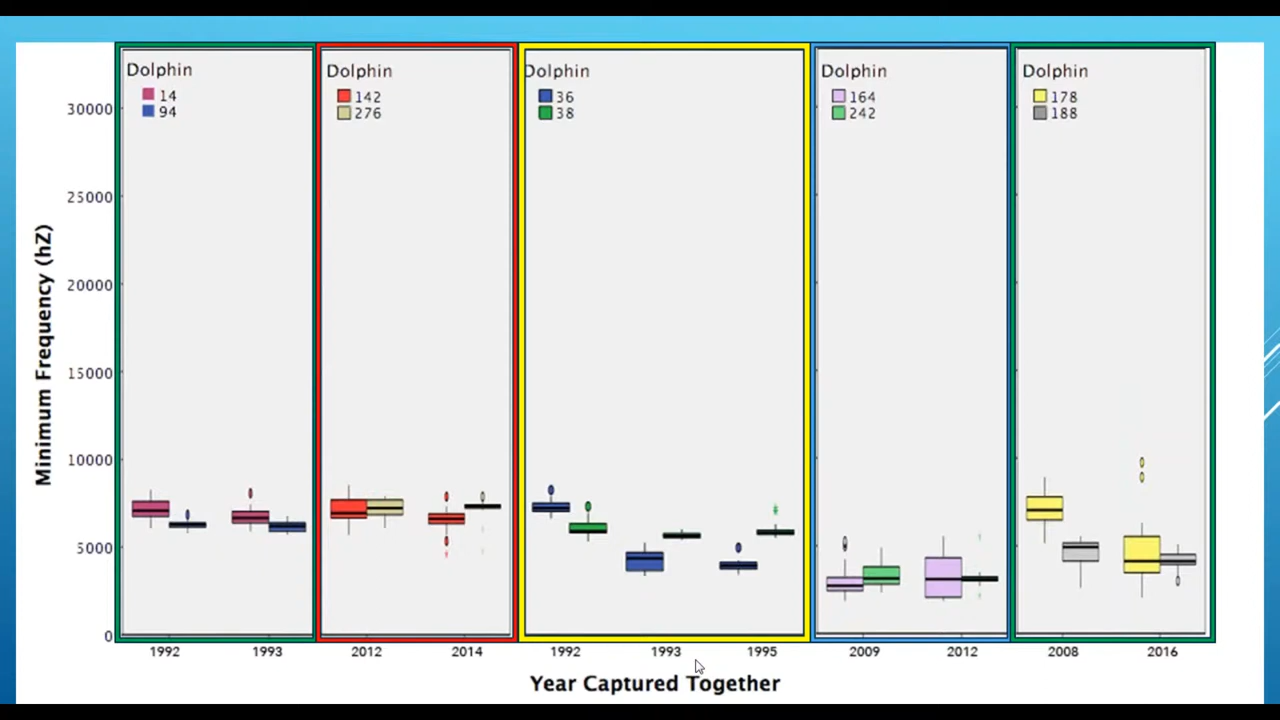 Dolphin
14
94
Dolphin
142
276
Dolphin
36
38
Dolphin
164
242
Dolphin
178
188
30000
25000
20000
15000
10000
5000
0
Minimum Frequency (hZ)
1992 1993 2012 2014 1992 1993 1995 2009 2012 2008 2016
Year Captured Together